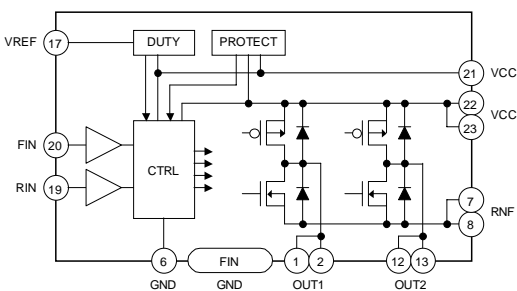 DUTY PROTECT
VREF 17
21 VCC
22 VCC
23
FIN 20
CTRL
RIN 19
7 RNF
8
6 FIN 1 2 12 13
GND GND OUT1 OUT2